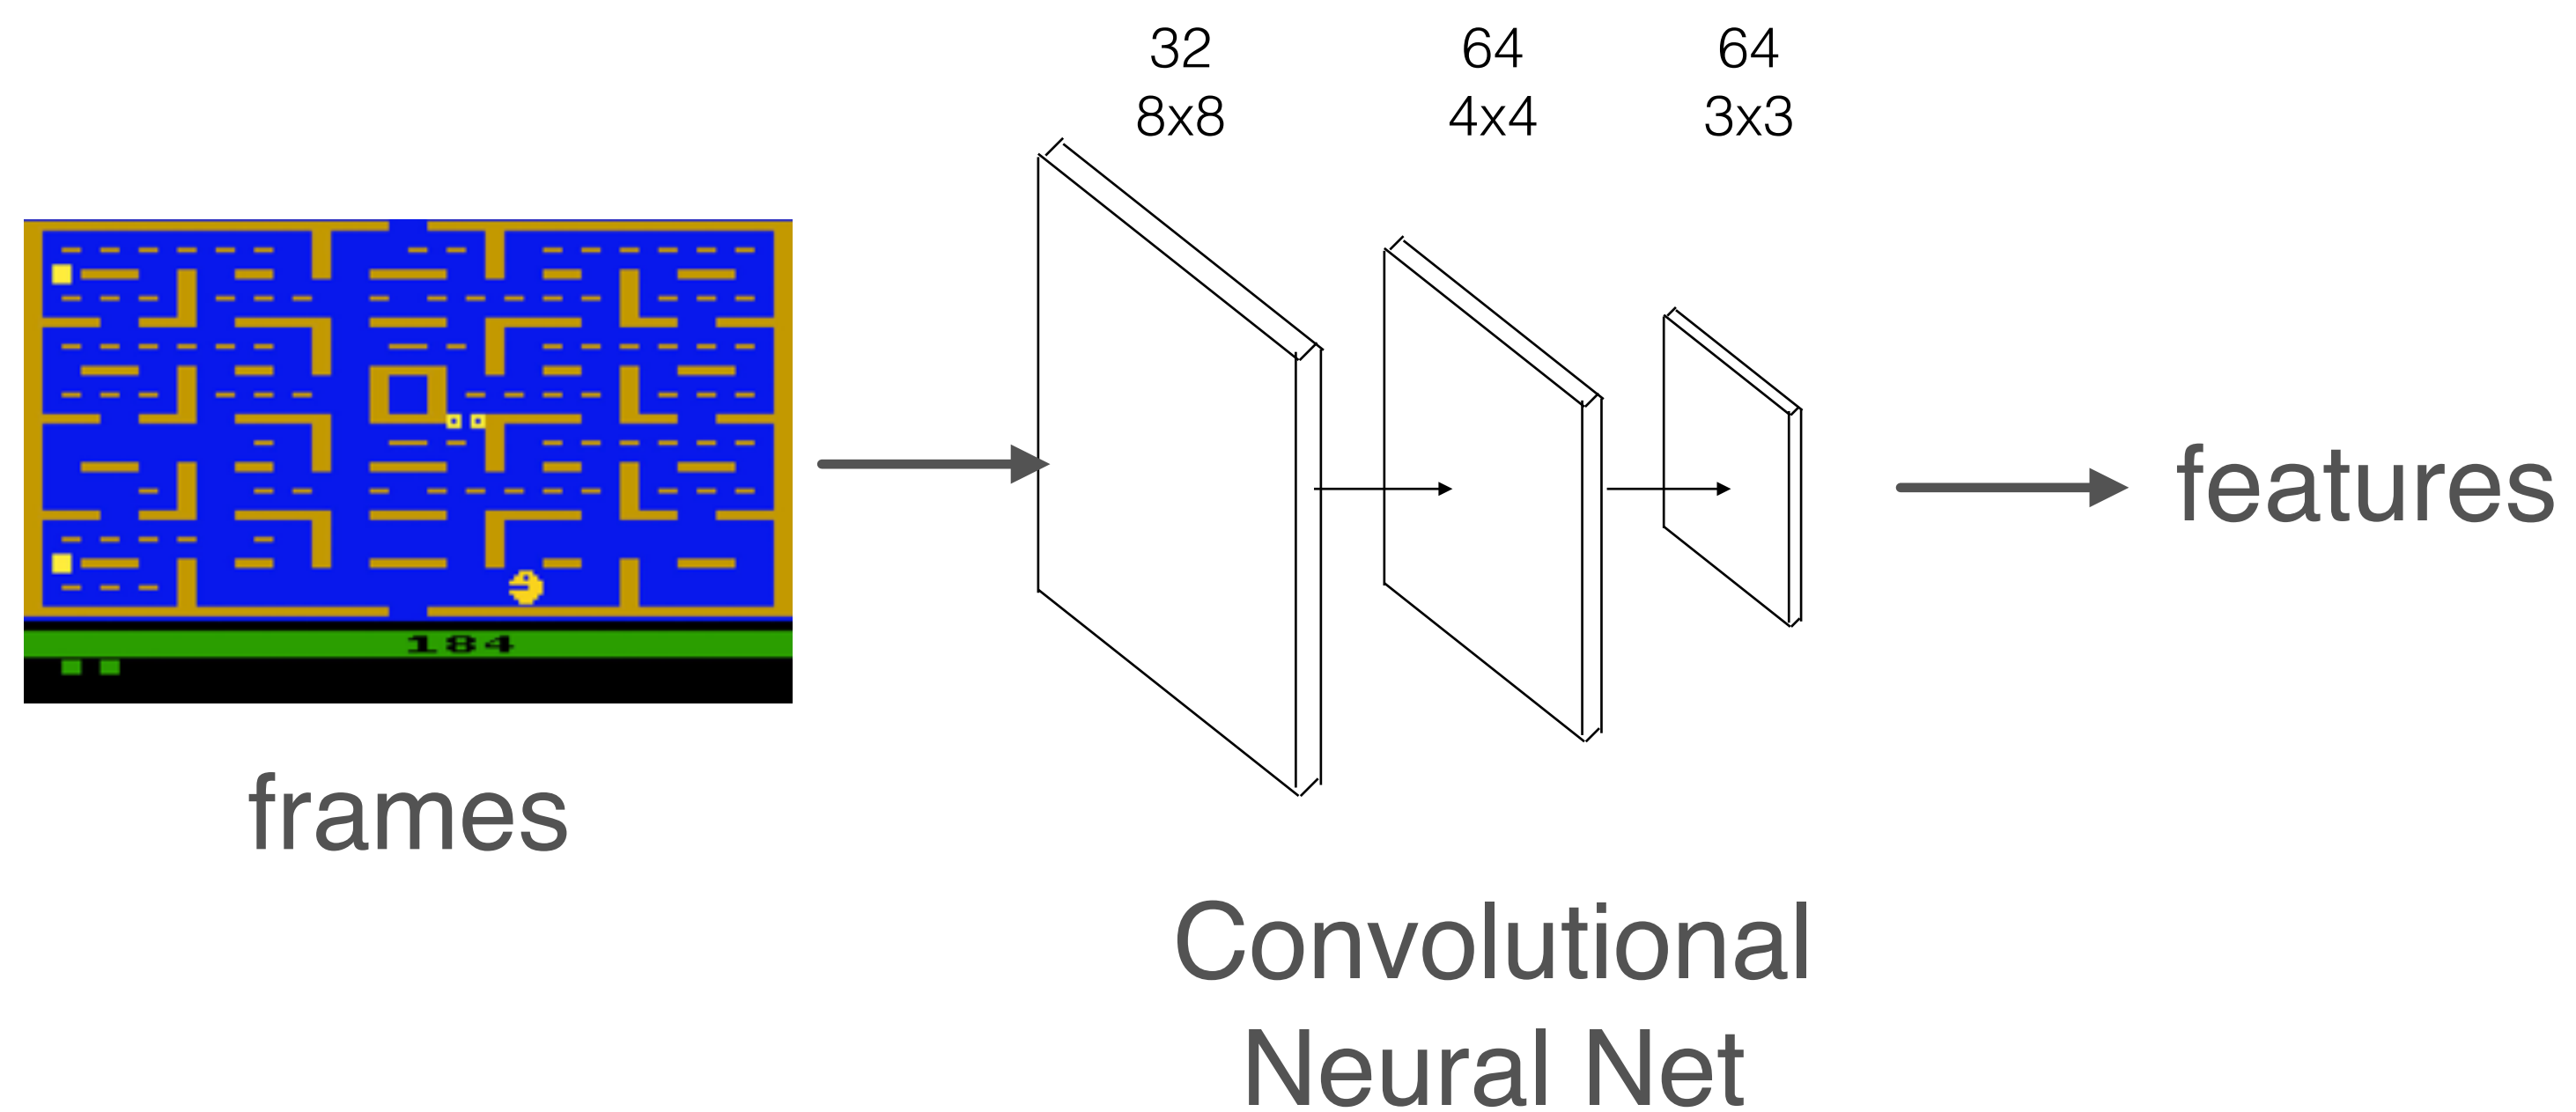 32
8x8
64
4x4
64
3x3
184
frames
features
Convolutional
Neural Net